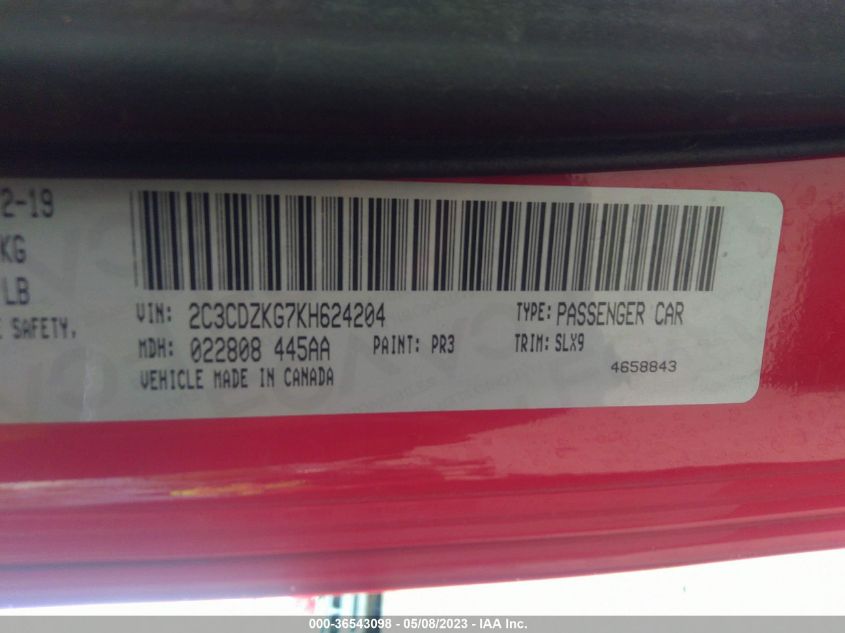 2-19
KG
LB
SAFETY.
VIN: 2C3CDZKG7KH624204
TYPE: PASSENGER CAR
MDH: 022808 445AA
PAINT: PR3
TRIM: SLX9
VEHICLE MADE IN CANADA
4658843
000-36543098 - 05/08/2023 - IAA Inc.